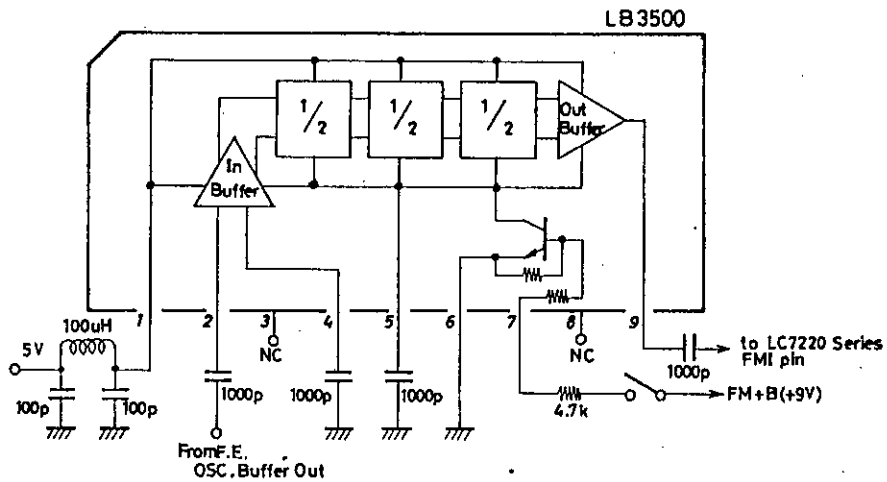 LB3500
1/2
1/2
1/2
Out
Buffer
In
Buffer
1
2
3
4
5
6
7
8
9
100uH
5V
NC
NC
to LC7220 Series
FMI pin
1000p
100p
100p
1000p
1000p
1000p
4.7k
FM+B(+9V)
From F.E.
OSC. Buffer Out